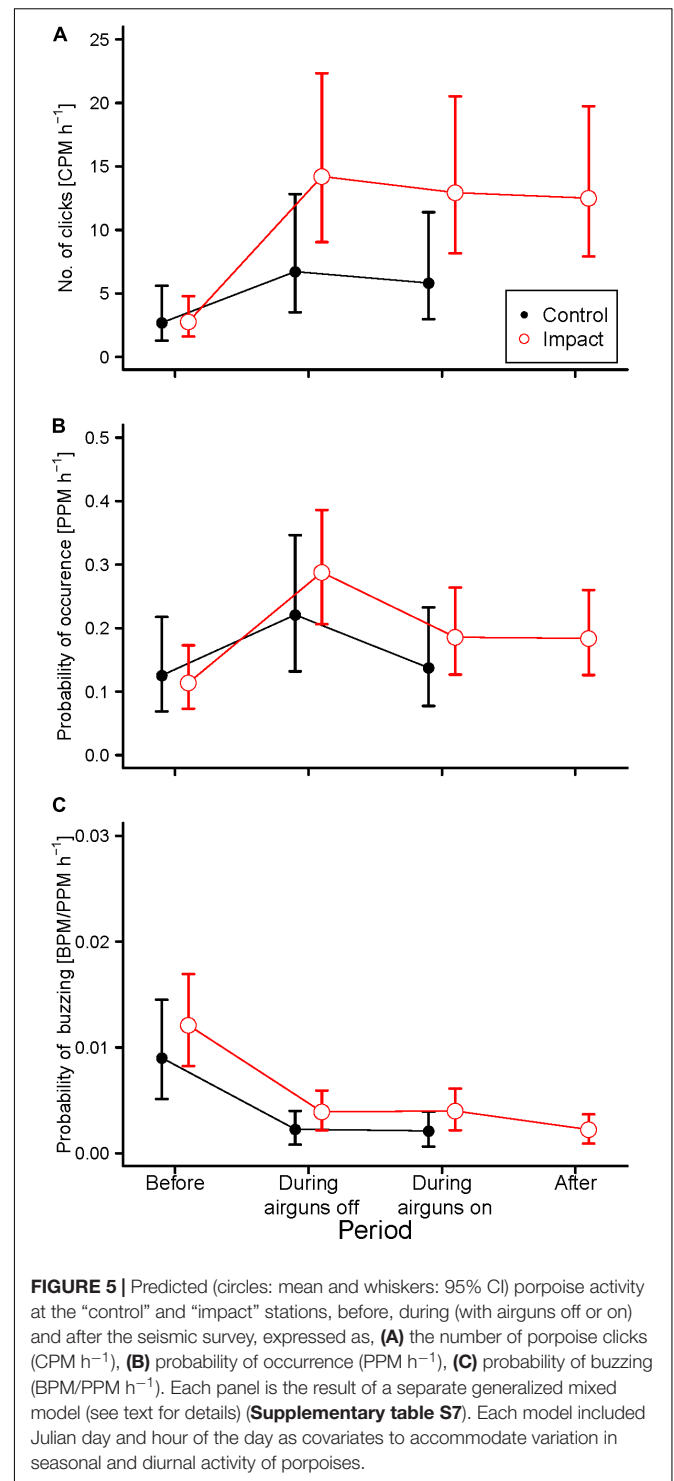 A
No. of clicks [CPM h⁻¹]
25
20
15
10
5
0
Control
Impact
B
Probability of occurence [PPM h⁻¹]
0.5
0.4
0.3
0.2
0.1
0.0
C
Probability of buzzing [BPM/PPM h⁻¹]
0.03
0.02
0.01
0.00
Before
During airguns off
During airguns on
After
Period
FIGURE 5 | Predicted (circles: mean and whiskers: 95% CI) porpoise activity
at the “control” and “impact” stations, before, during (with airguns off or on)
and after the seismic survey, expressed as, (A) the number of porpoise clicks
(CPM h−1), (B) probability of occurrence (PPM h−1), (C) probability of buzzing
(BPM/PPM h−1). Each panel is the result of a separate generalized mixed
model (see text for details) (Supplementary table S7). Each model included
Julian day and hour of the day as covariates to accommodate variation in
seasonal and diurnal activity of porpoises.